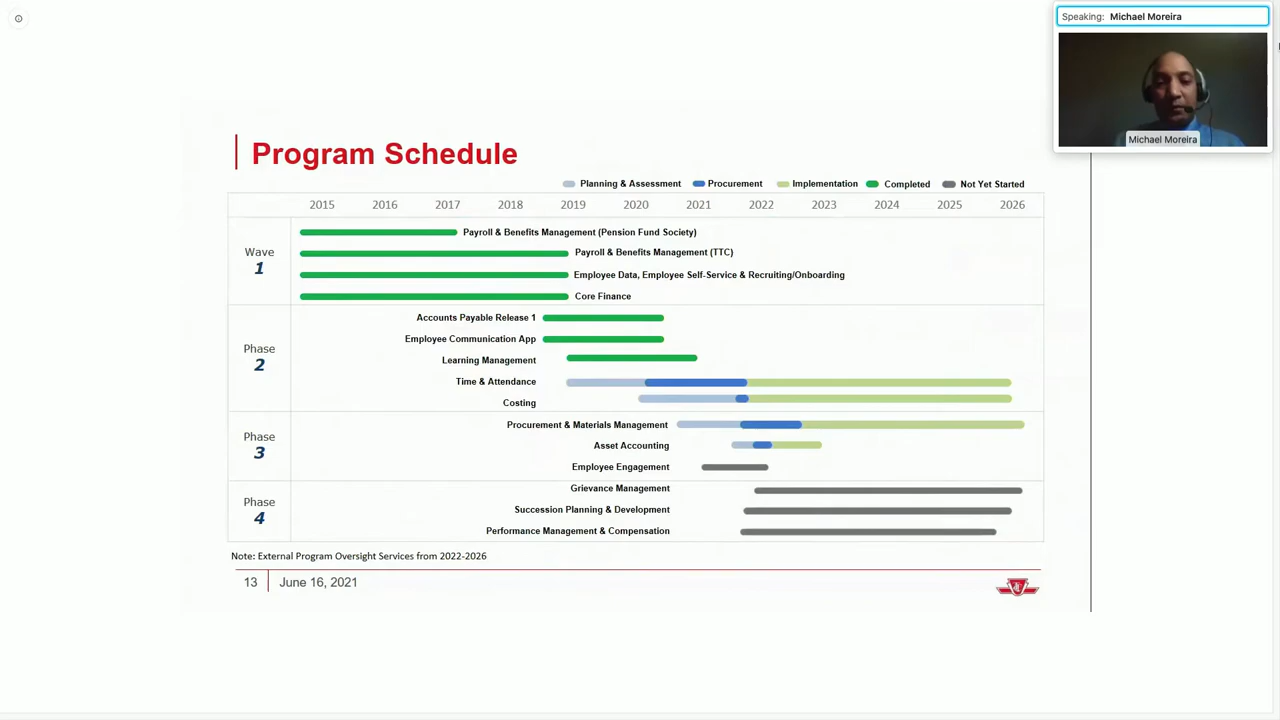 Speaking: Michael Moreira
Michael Moreira
Program Schedule
Planning & Assessment Procurement Implementation Completed Not Yet Started
2015 2016 2017 2018 2019 2020 2021 2022 2023 2024 2025 2026
Wave
1
Payroll & Benefits Management (Pension Fund Society)
Payroll & Benefits Management (TTC)
Employee Data, Employee Self-Service & Recruiting/Onboarding
Core Finance
Phase
2
Accounts Payable Release 1
Employee Communication App
Learning Management
Time & Attendance
Costing
Phase
3
Procurement & Materials Management
Asset Accounting
Employee Engagement
Phase
4
Grievance Management
Succession Planning & Development
Performance Management & Compensation
Note: External Program Oversight Services from 2022-2026
13 June 16, 2021